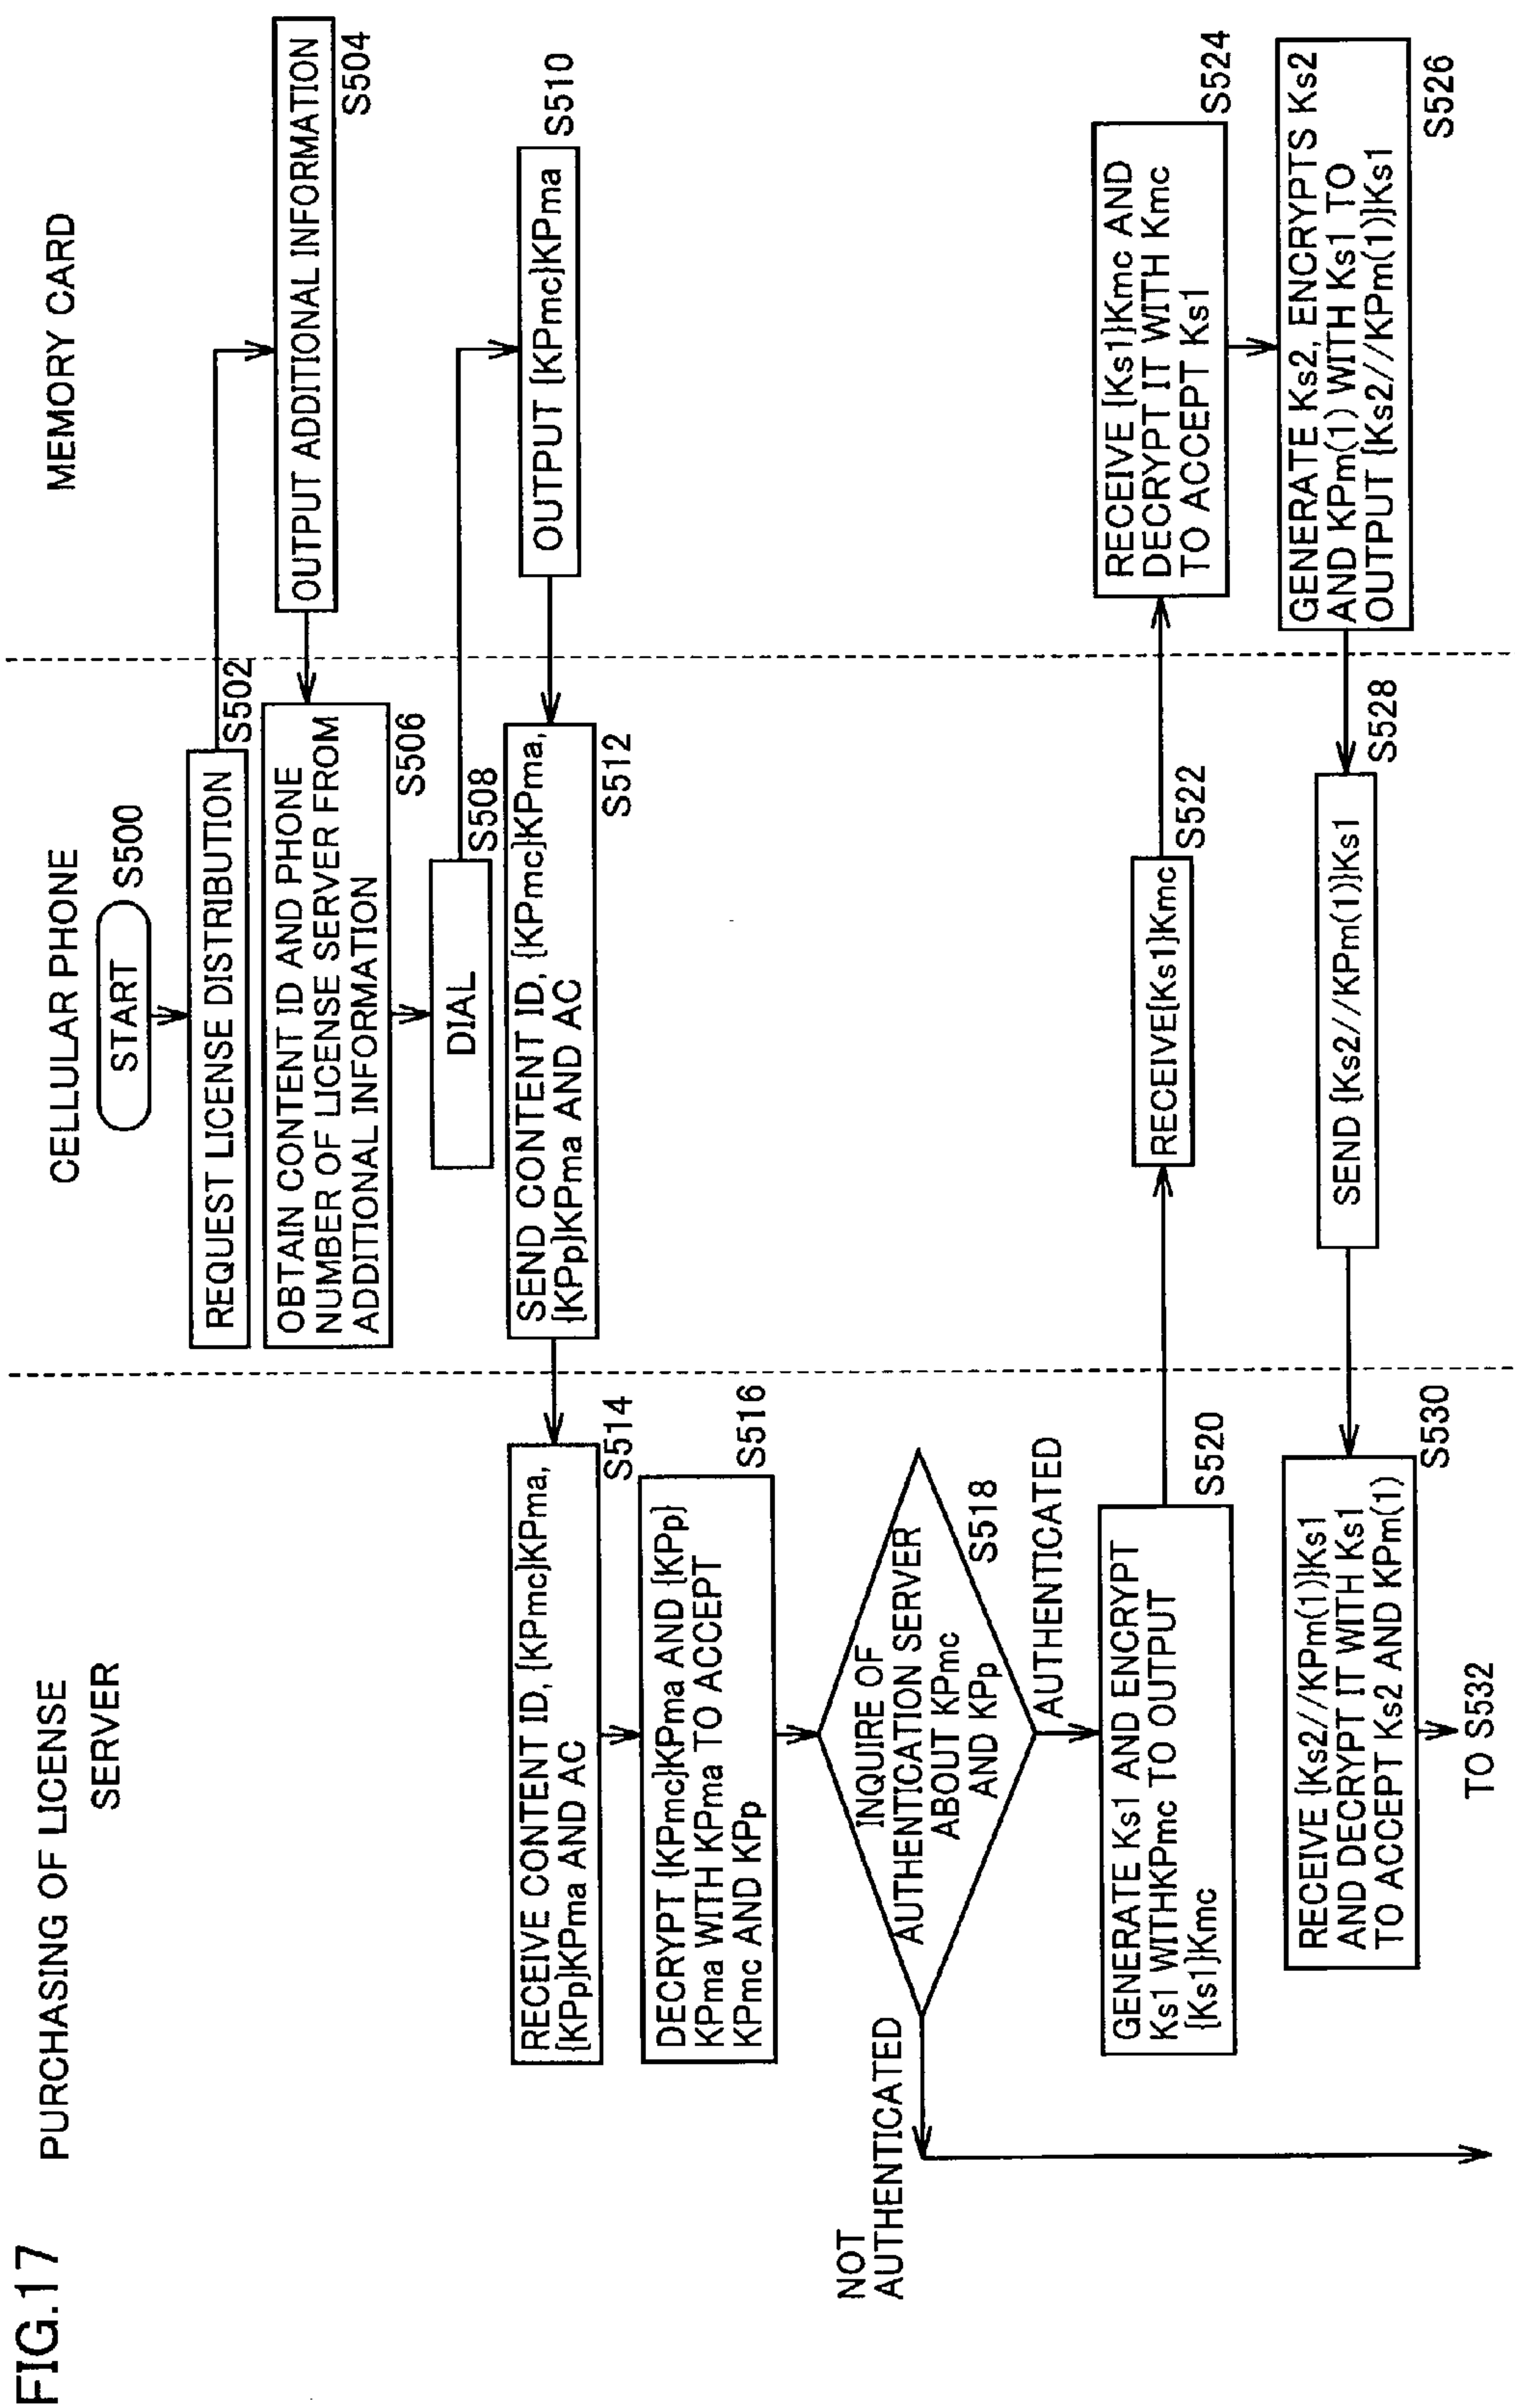 FIG.17
PURCHASING OF LICENSE
SERVER
CELLULAR PHONE
MEMORY CARD
START
S500
REQUEST LICENSE DISTRIBUTION
S502
OUTPUT ADDITIONAL INFORMATION
S504
OBTAIN CONTENT ID AND PHONE
NUMBER OF LICENSE SERVER FROM
ADDITIONAL INFORMATION
S506
DIAL
S508
OUTPUT {KPmc}KPma
S510
SEND CONTENT ID, {KPmc}KPma,
{KPp}KPma AND AC
S512
RECEIVE CONTENT ID, {KPmc}KPma,
{KPp}KPma AND AC
S514
DECRYPT {KPmc}KPma AND {KPp}
KPma WITH KPma TO ACCEPT
KPmc AND KPp
S516
INQUIRE OF
AUTHENTICATION SERVER
ABOUT KPmc
AND KPp
S518
NOT
AUTHENTICATED
AUTHENTICATED
GENERATE Ks1 AND ENCRYPT
Ks1 WITHKPmc TO OUTPUT
{Ks1}Kmc
S520
RECEIVE{Ks1}Kmc
S522
RECEIVE {Ks1}Kmc AND
DECRYPT IT WITH Kmc
TO ACCEPT Ks1
S524
GENERATE Ks2, ENCRYPTS Ks2
AND KPm(1) WITH Ks1 TO
OUTPUT {Ks2//KPm(1)}Ks1
S526
SEND {Ks2//KPm(1)}Ks1
S528
RECEIVE {Ks2//KPm(1)}Ks1
AND DECRYPT IT WITH Ks1
TO ACCEPT Ks2 AND KPm(1)
S530
TO S532